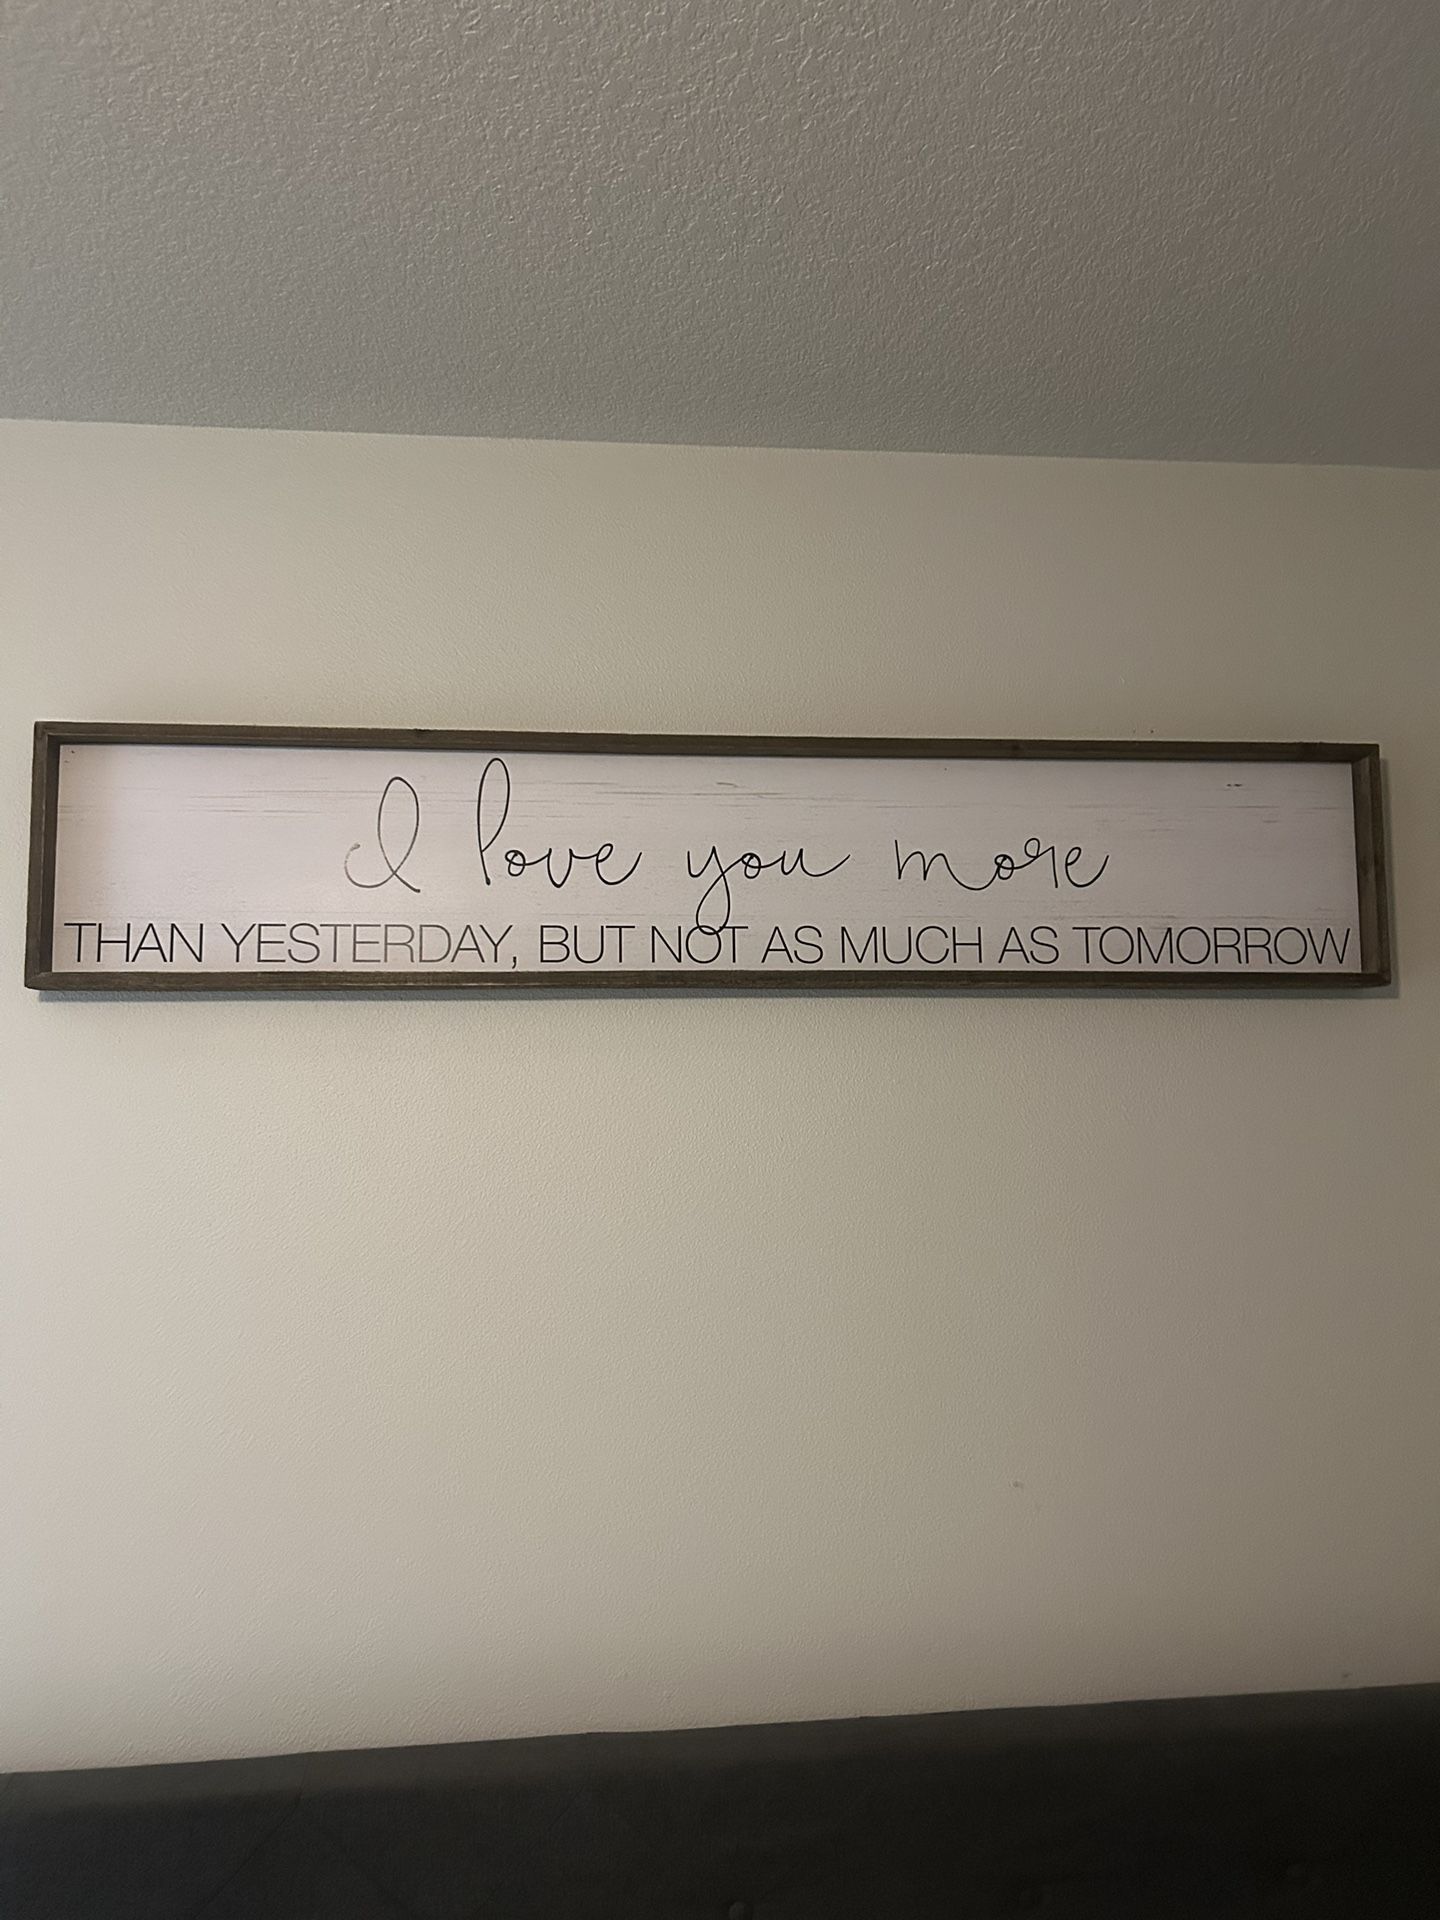 I love you more
THAN YESTERDAY, BUT NOT AS MUCH AS TOMORROW